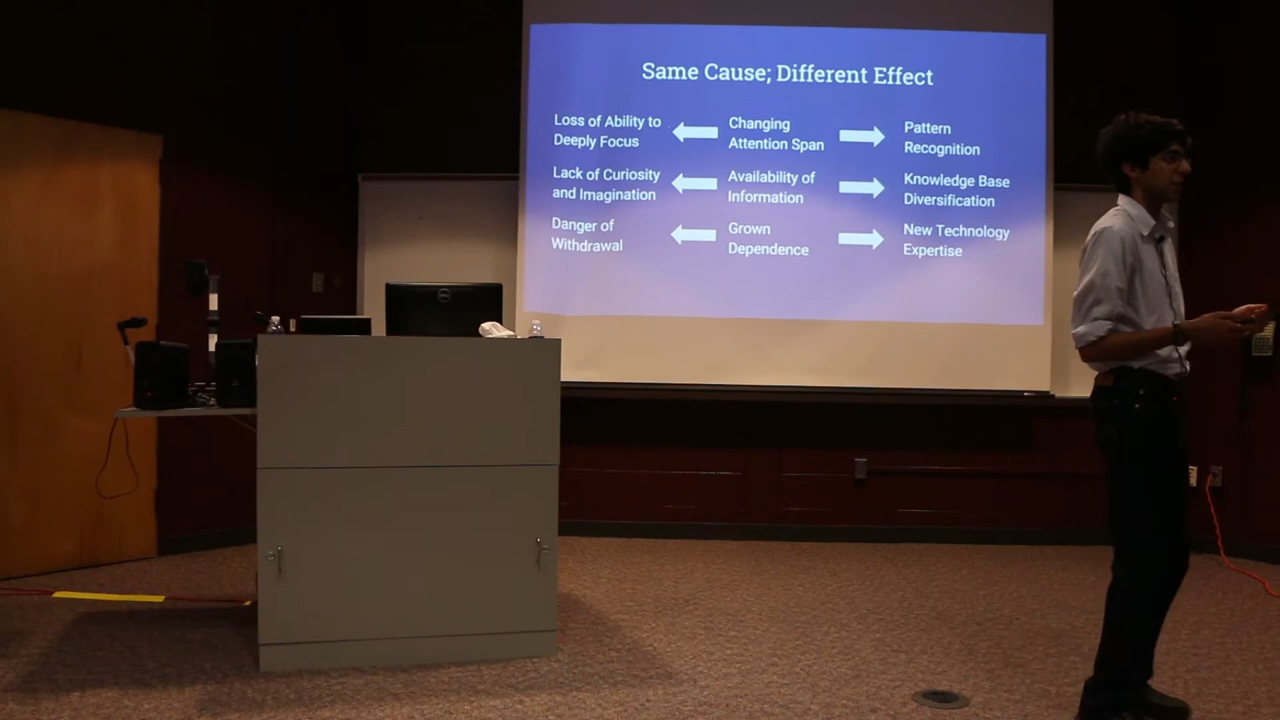 Same Cause; Different Effect
Loss of Ability to
Deeply Focus
Changing
Attention Span
Pattern
Recognition
Lack of Curiosity
and Imagination
Availability of
Information
Knowledge Base
Diversification
Danger of
Withdrawal
Grown
Dependence
New Technology
Expertise
DELL